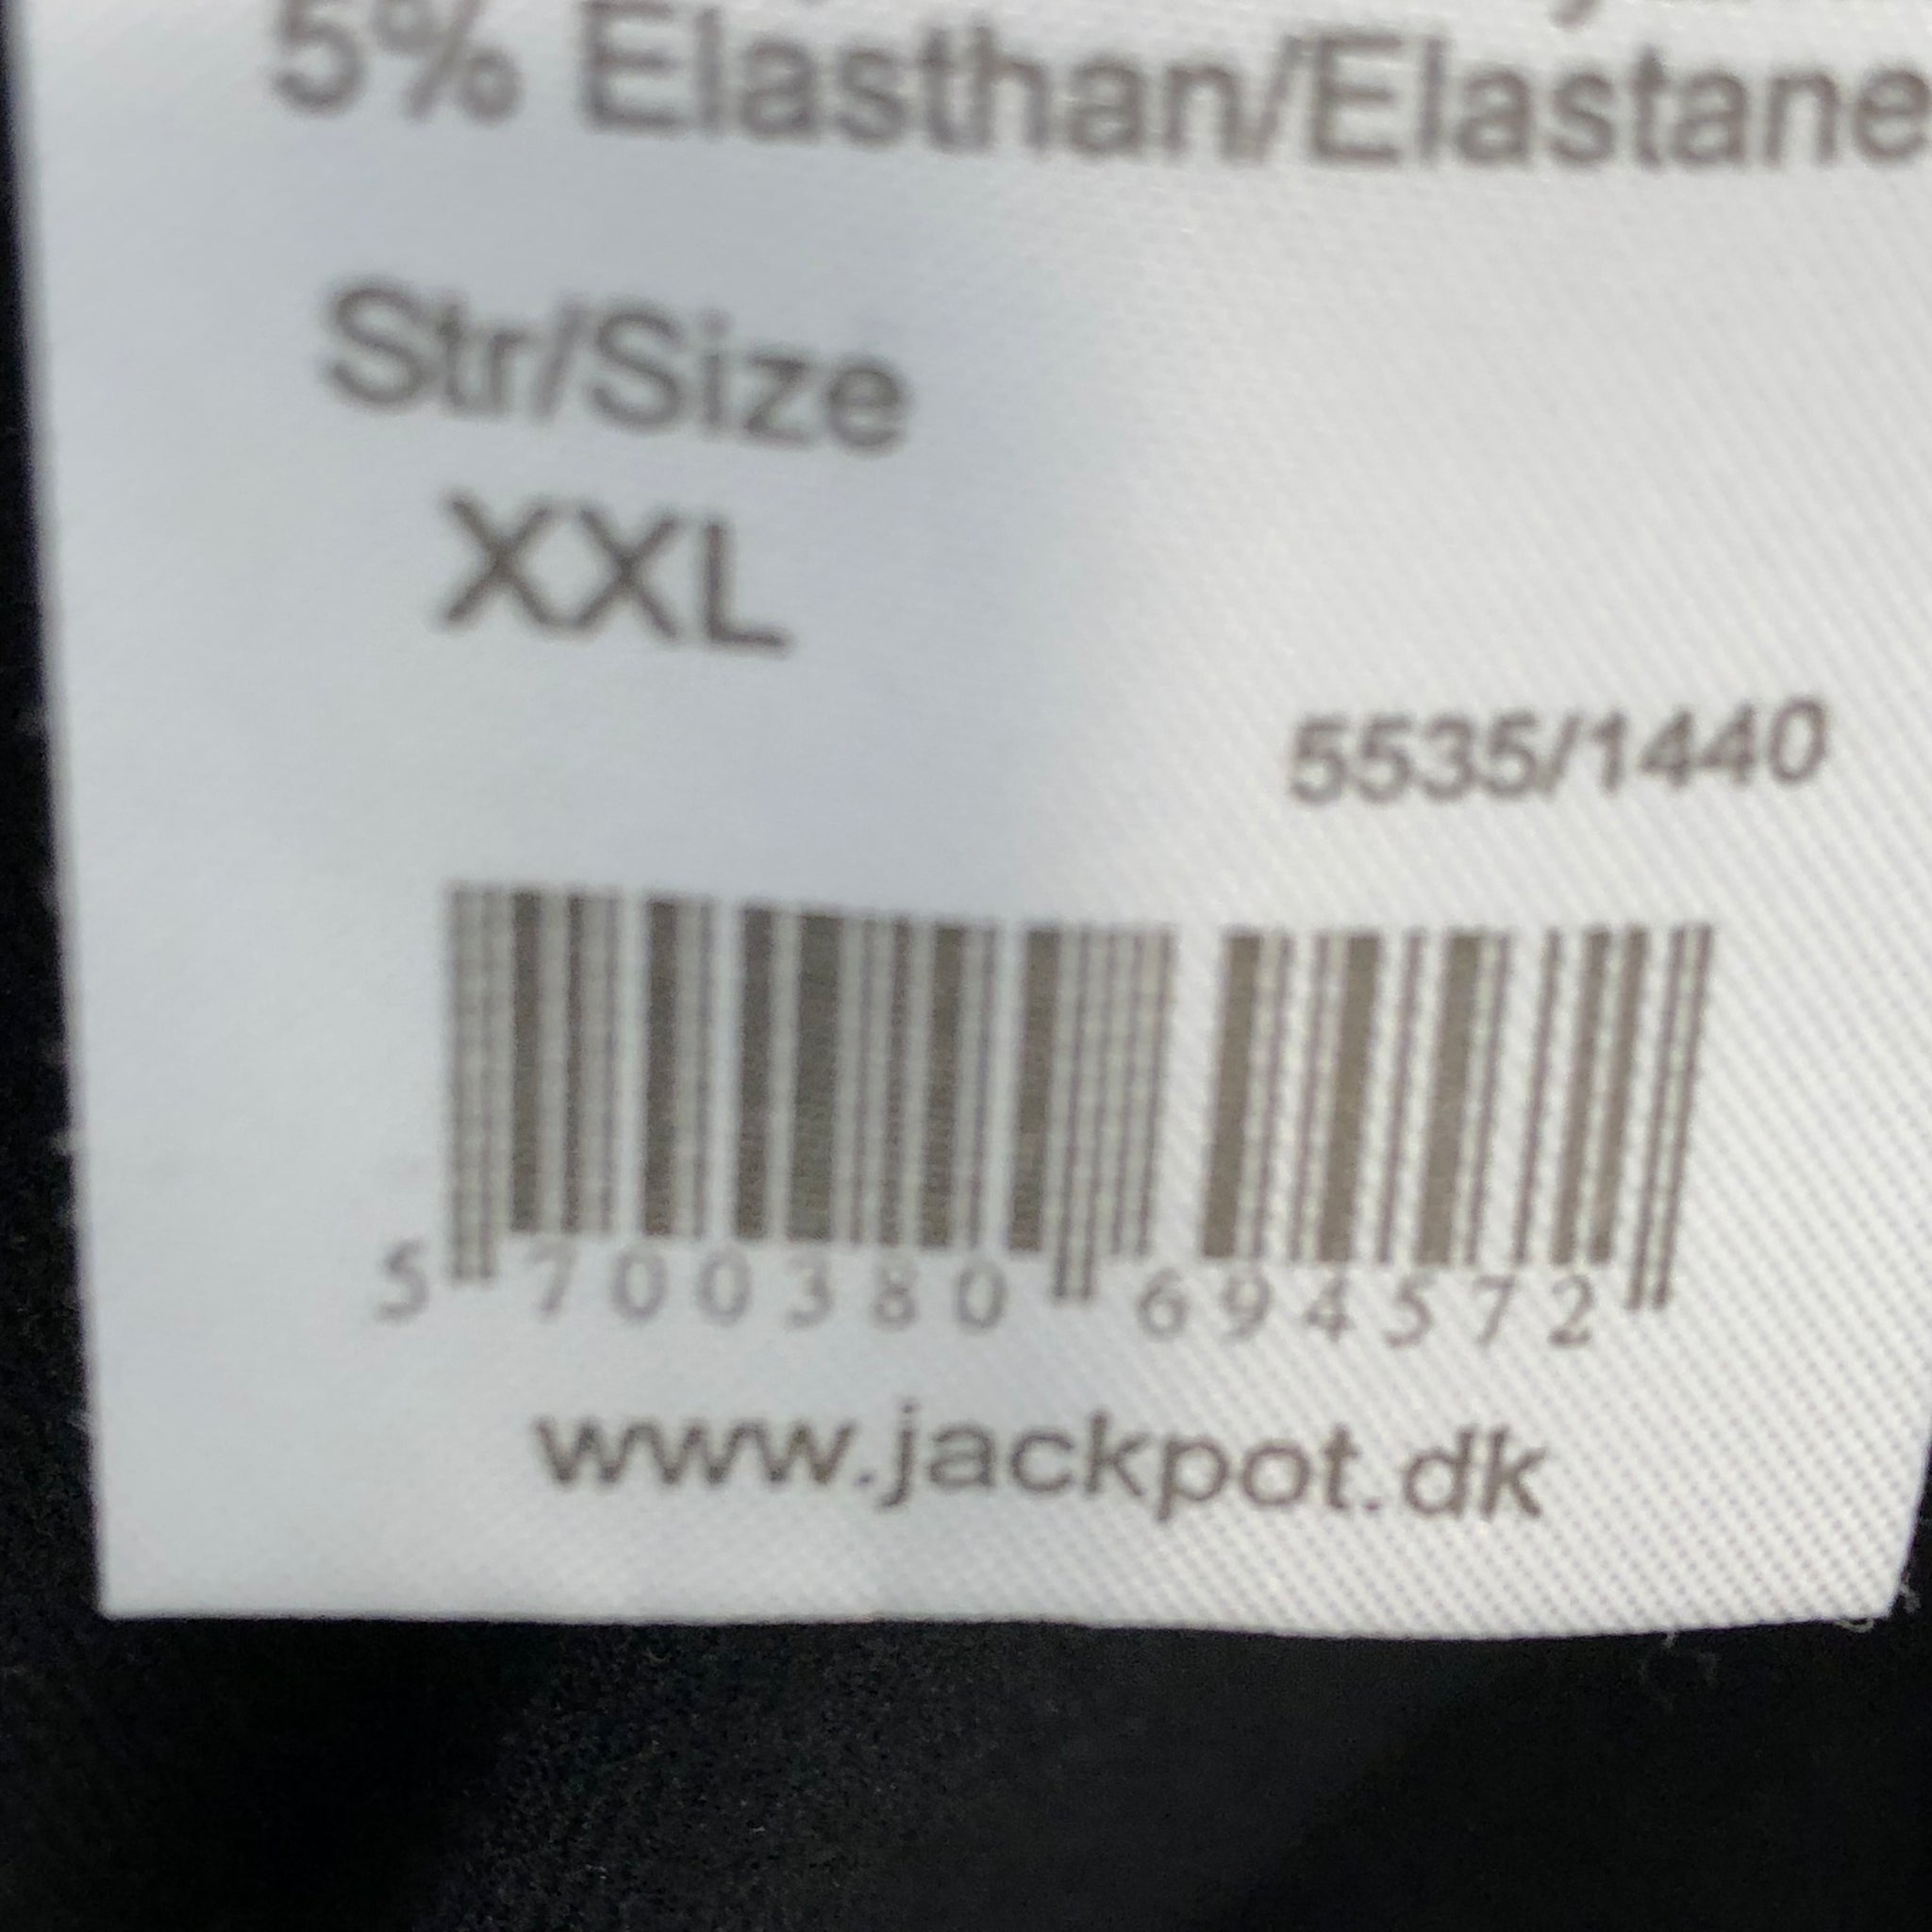 5% Elasthan/Elastane
Str/Size
XXL
5535/1440
5 700380 694572
www.jackpot.dk